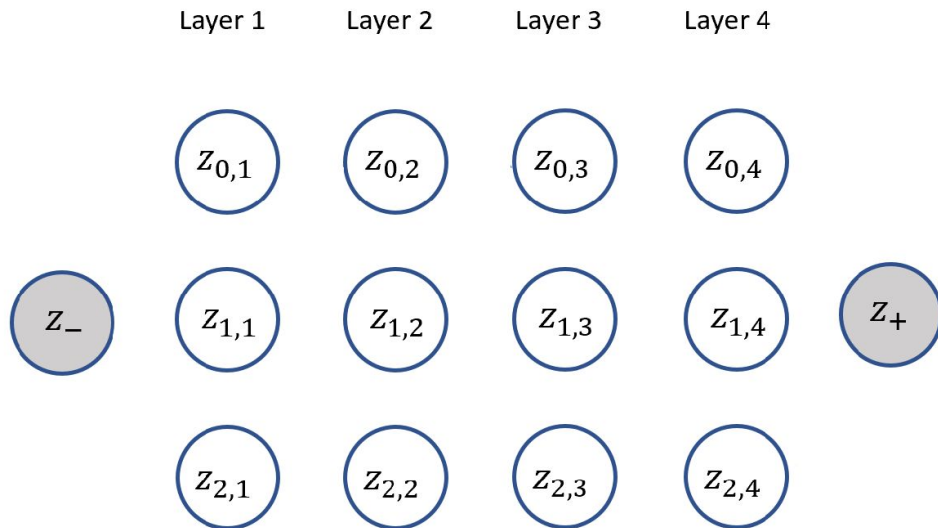 Layer 1 Layer 2 Layer 3 Layer 4
z0,1 z0,2 z0,3 z0,4
z− z1,1 z1,2 z1,3 z1,4 z+
z2,1 z2,2 z2,3 z2,4